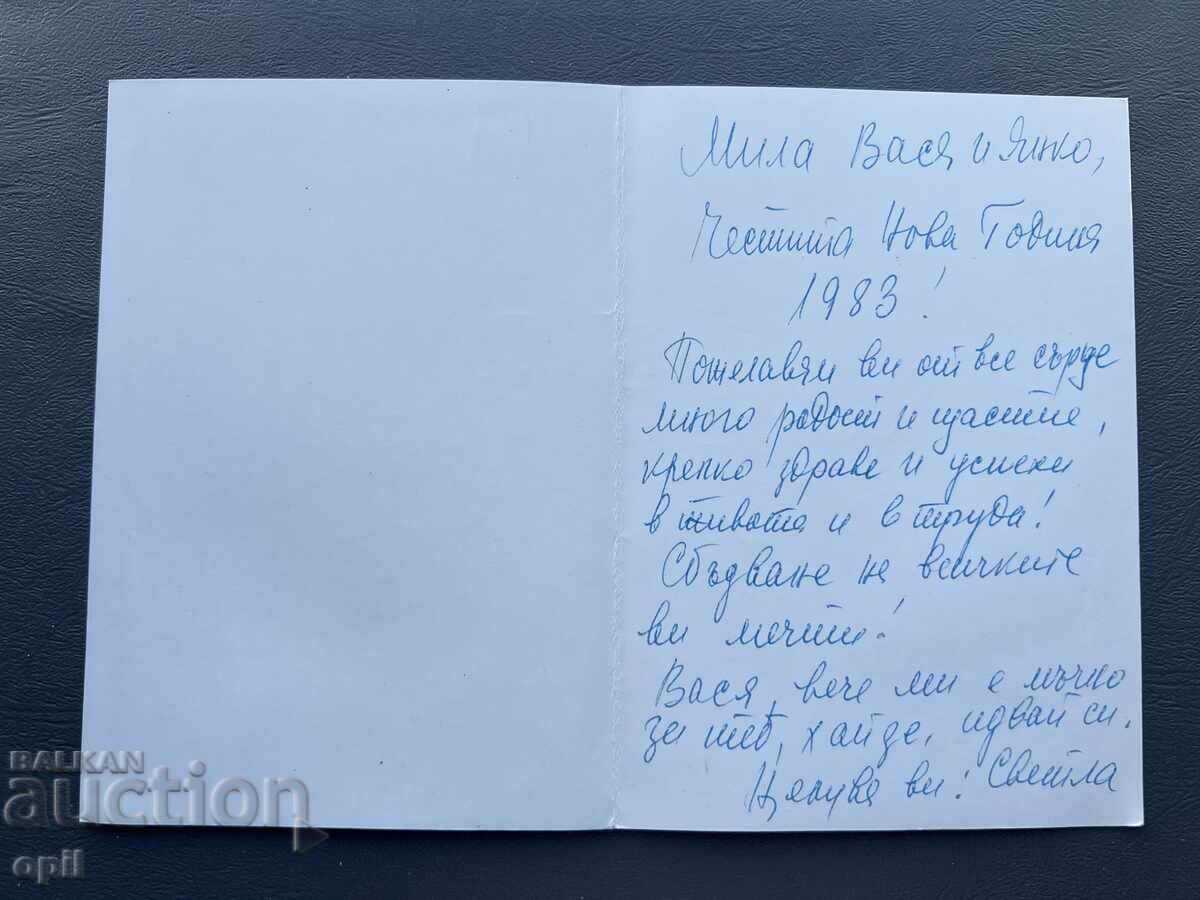 Мила Вася и Янко,
Честита Нова Година
1983!
Пожелавам ви от все сърце
много радост и щастие,
крепко здраве и успехи
в живота и в труда!
Сбъдване на всичките
ви мечти!
Вася, вече ми е мъчно
за теб, хайде, идвай си.
Целувам ви! Светла
BALKAN
auction
opil